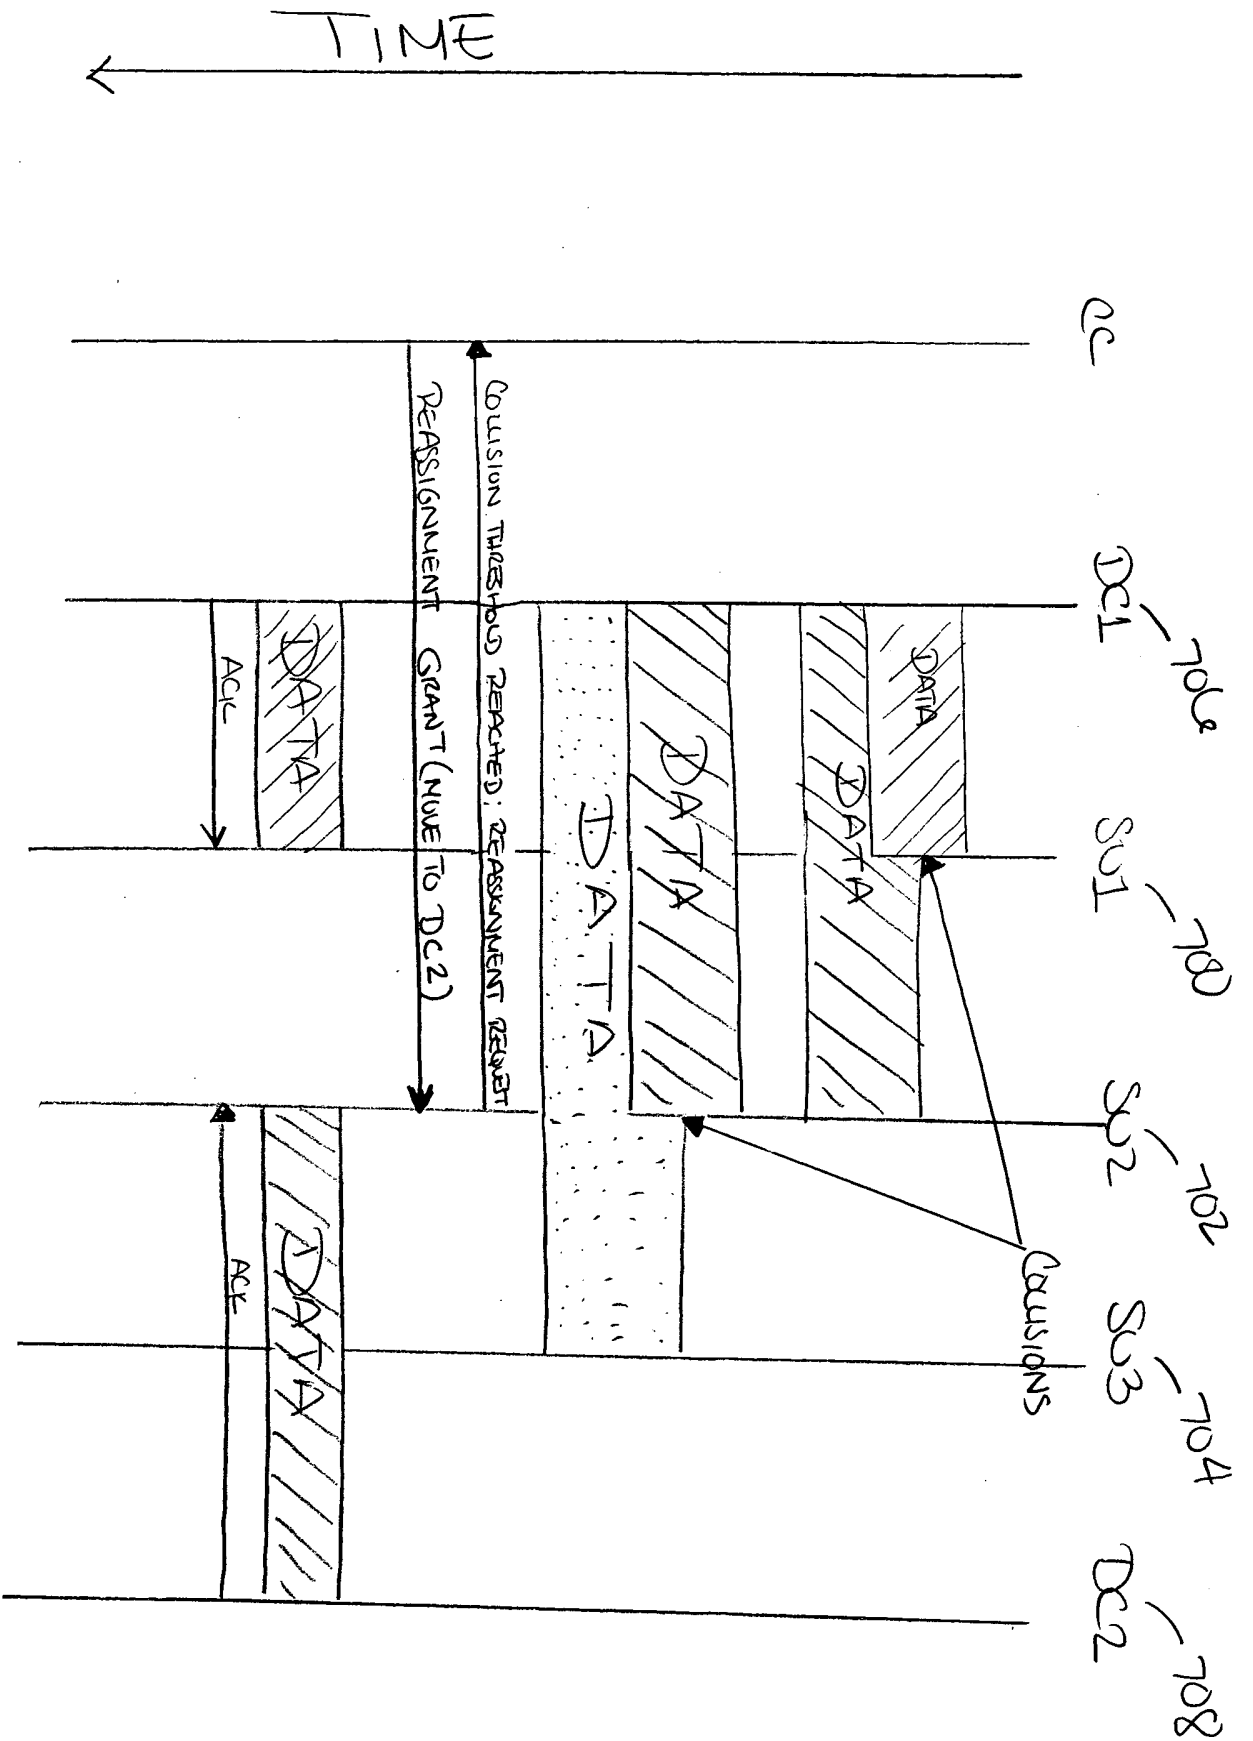 706 700 702 704 708
CC DC1 SU1 SU2 SU3 DC2
COLLISIONS
DATA
DATA
DATA
DATA
COLLISION THRESHOLD REACHED: REASSIGNMENT REQUEST
REASSIGNMENT GRANT (MOVE TO DC2)
DATA
DATA
ACK
ACK
TIME